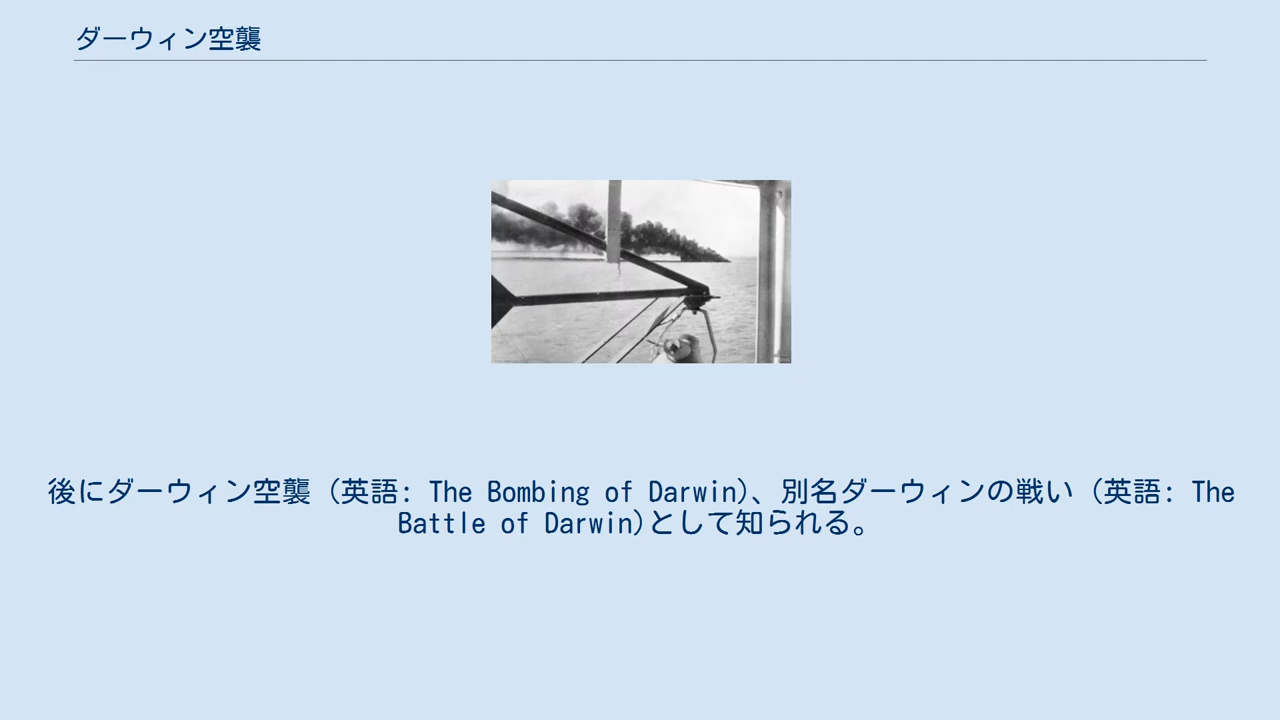 ダーウィン空襲
後にダーウィン空襲（英語: The Bombing of Darwin)、別名ダーウィンの戦い（英語: The
Battle of Darwin)として知られる。